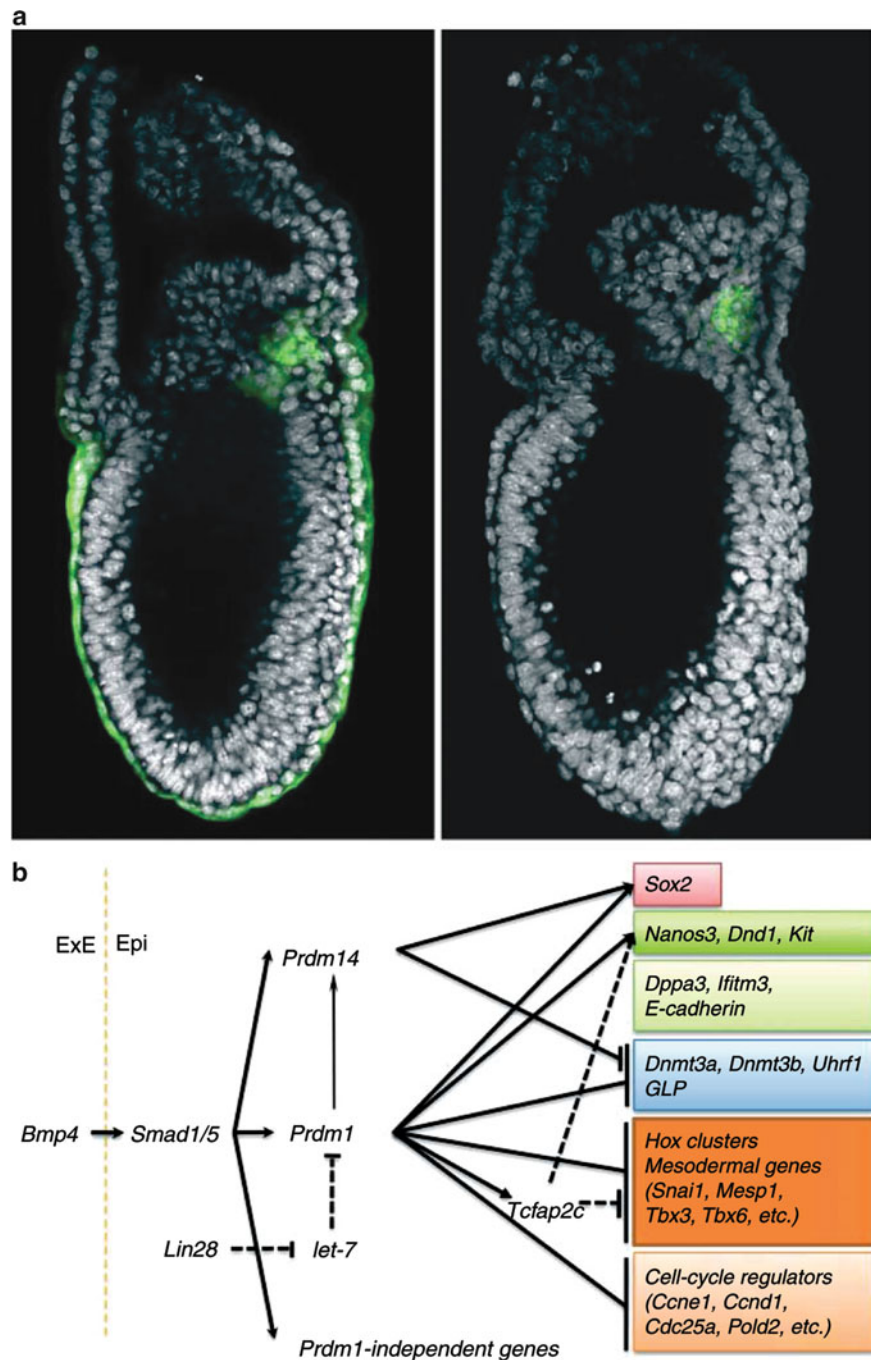 a
b
ExE
Epi
Bmp4
Smad1/5
Prdm14
Prdm1
Lin28
let-7
Prdm1-independent genes
Tcfap2c
Sox2
Nanos3, Dnd1, Kit
Dppa3, Ifitm3,
E-cadherin
Dnmt3a, Dnmt3b, Uhrf1
GLP
Hox clusters
Mesodermal genes
(Snai1, Mesp1,
Tbx3, Tbx6, etc.)
Cell-cycle regulators
(Ccne1, Ccnd1,
Cdc25a, Pold2, etc.)